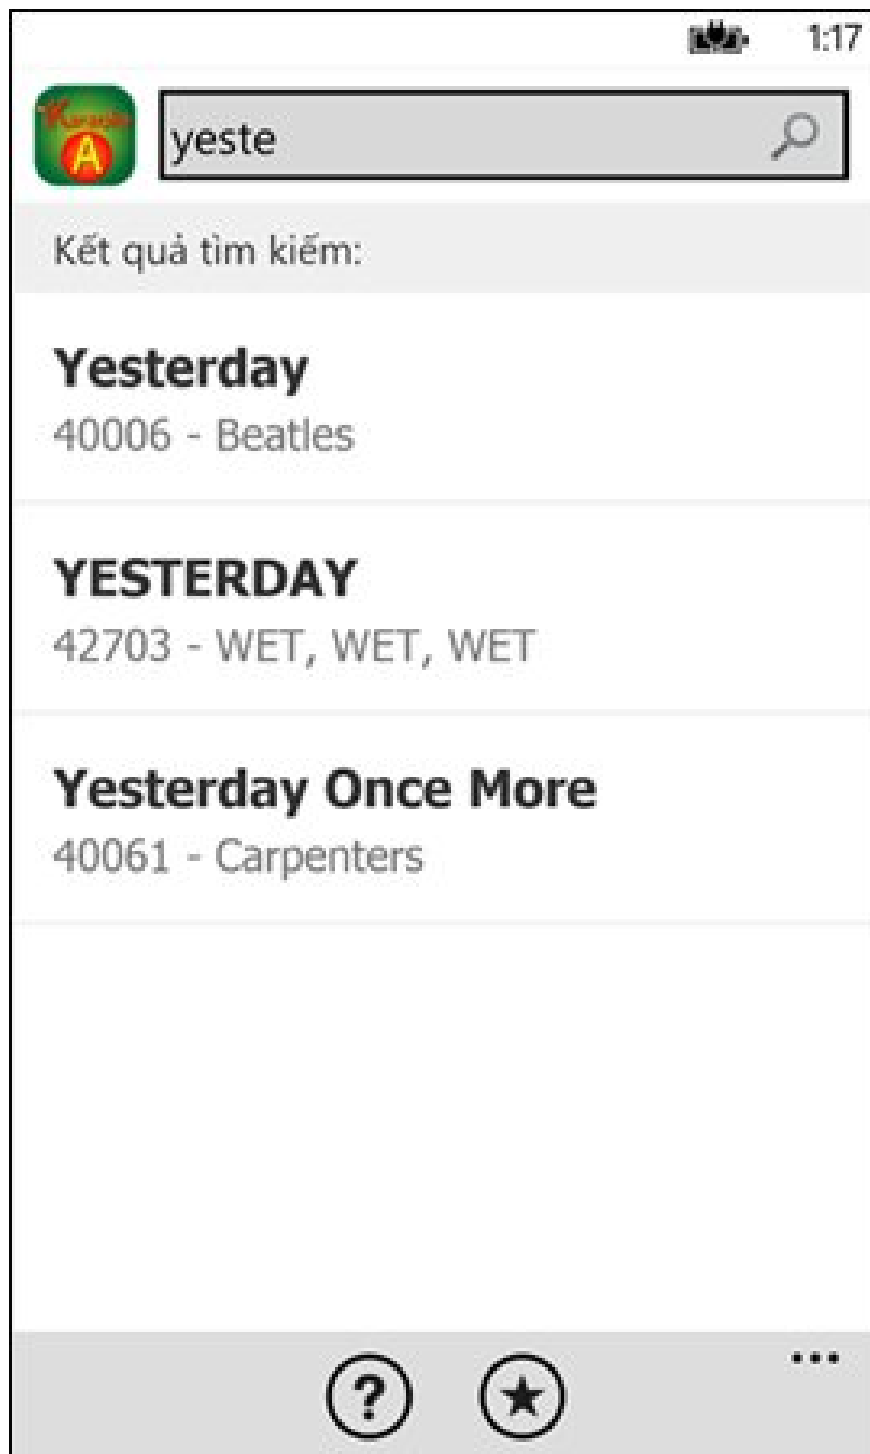 1:17
Karaoke
A
yeste
Kết quả tìm kiếm:
Yesterday
40006 - Beatles
YESTERDAY
42703 - WET, WET, WET
Yesterday Once More
40061 - Carpenters